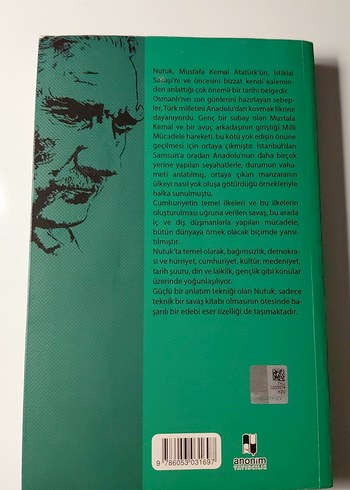 Nutuk, Mustafa Kemal Atatürk'ün, İstiklal
Savaşı'yı ve öncesini bizzat kendi kalemin-
den anlattığı çok önemli bir tarihi belgedir.
Osmanlı'nın son günlerini hazırlayan sebep-
ler, Türk milletini Anadolu'dan kovmak fikrine
dayanıyordu. Genç bir subay olan Mustafa
Kemal ve bir avuç arkadaşının giriştiği Milli
Mücadele hareketi, bu kötü yok edişin önüne
geçilmesi için ortaya çıkmıştır. İstanbul'dan
Samsun'a oradan Anadolu'nun daha birçok
yerine yapılan seyahatlerle, durumun vaha-
meti anlatılmış, ortaya çıkan manzaranın
ülkeyi nasıl yok oluşa götürdüğü örnekleriyle
halka sunulmuştu.
Cumhuriyetin temel ilkeleri ve bu ilkelerin
oluşturulması uğruna verilen savaş, bu arada
iç ve dış düşmanlarla yapılan mücadele,
bütün dünyaya örnek olacak biçimde yansı-
tılmıştır.
Nutuk'ta temel olarak, bağımsızlık, demokra-
si ve hürriyet, cumhuriyet, kültür, medeniyet,
tarih şuuru, din ve laiklik, gençlik gibi konular
üzerinde yoğunlaşılıyor.
Güçlü bir anlatım tekniği olan Nutuk, sadece
teknik bir savaş kitabı olmasının ötesinde ba-
şarılı bir edebi eser özelliği de taşımaktadır.
9 786053 031697
anonim